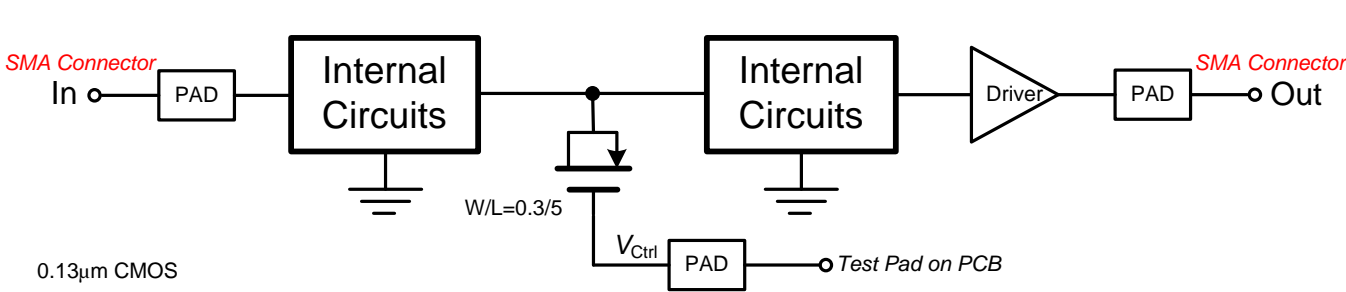 SMA Connector
In
PAD
Internal
Circuits
Internal
Circuits
Driver
PAD
SMA Connector
Out
W/L=0.3/5
VCtrl
PAD
Test Pad on PCB
0.13μm CMOS